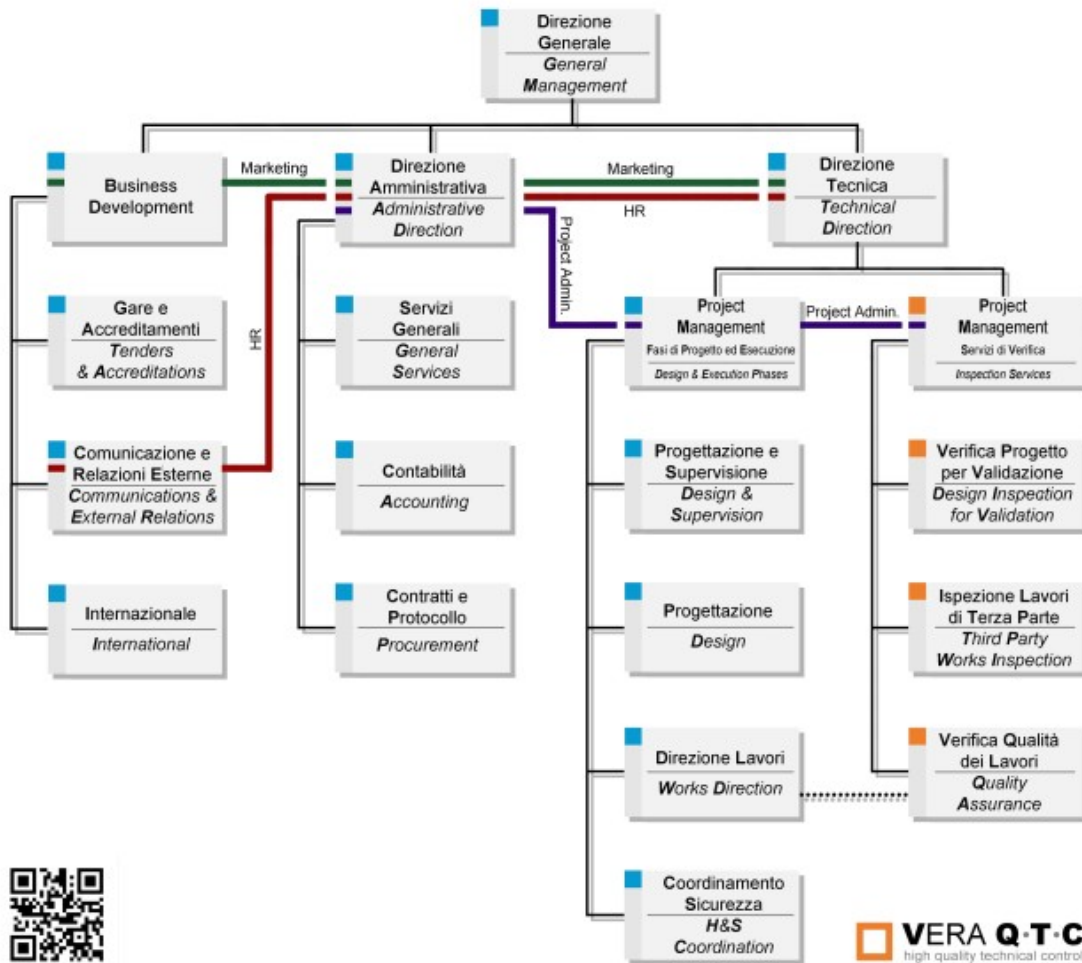 Direzione
Generale
General
Management
Business
Development
Marketing
Direzione
Amministrativa
Administrative
Direction
Marketing
HR
Direzione
Tecnica
Technical
Direction
HR
Project Admin.
Gare e
Accreditamenti
Tenders
& Accreditations
Servizi
Generali
General
Services
Project
Management
Fasi di Progetto ed Esecuzione
Design & Execution Phases
Project Admin.
Project
Management
Servizi di Verifica
Inspection Services
Comunicazione e
Relazioni Esterne
Communications &
External Relations
Contabilità
Accounting
Progettazione e
Supervisione
Design &
Supervision
Verifica Progetto
per Validazione
Design Inspection
for Validation
Internazionale
International
Contratti e
Protocollo
Procurement
Progettazione
Design
Ispezione Lavori
di Terza Parte
Third Party
Works Inspection
Direzione Lavori
Works Direction
Verifica Qualità
dei Lavori
Quality
Assurance
Coordinamento
Sicurezza
H&S
Coordination
VERA Q·T·C
high quality technical control